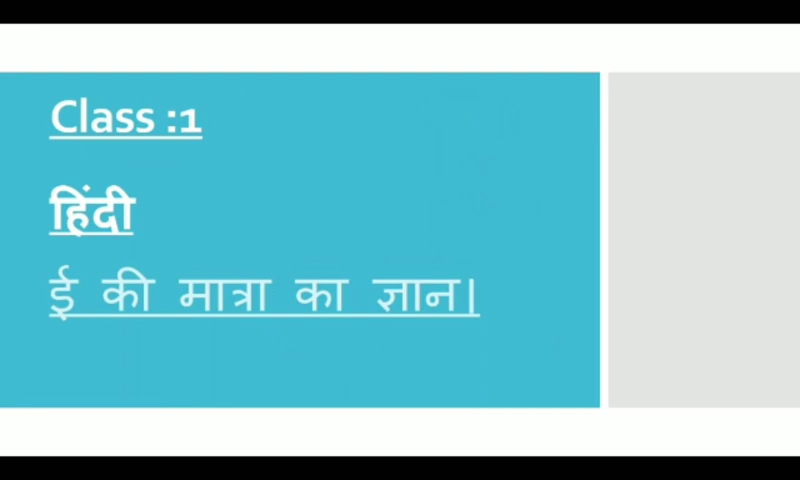 Class :1
हिंदी
ई की मात्रा का ज्ञान।